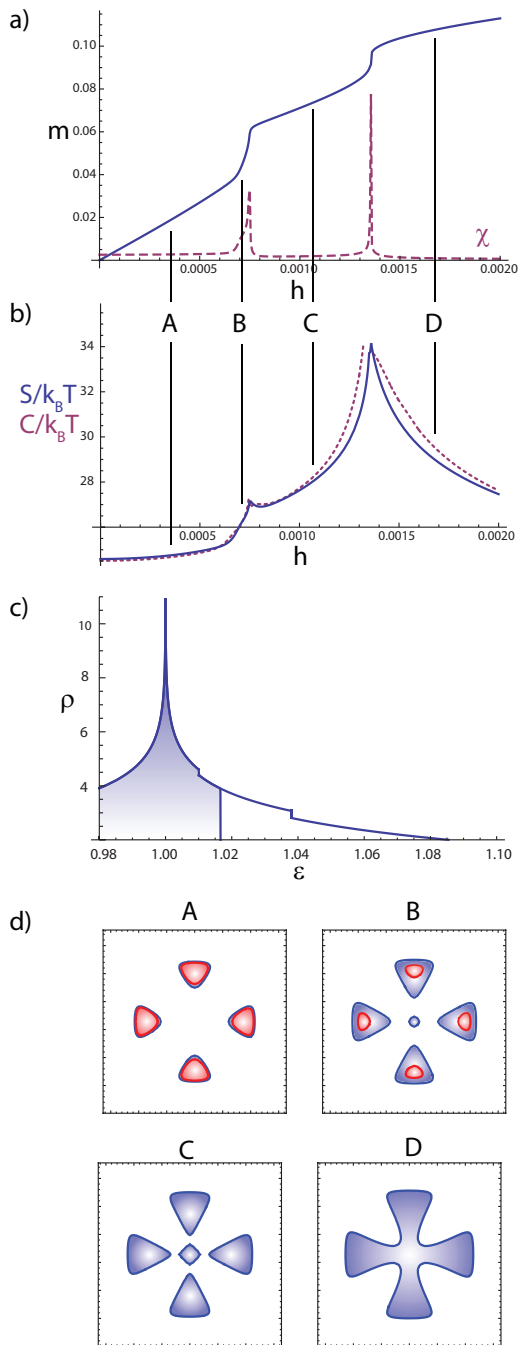 a)
0.10
0.08
m
0.06
0.04
0.02
χ
0.0005 0.0010 0.0015 0.0020
h
b)
A B C D
34
S/k_BT
32
C/k_BT
30
28
0.0005 0.0010 0.0015 0.0020
h
c)
10
8
ρ
6
4
0.98 1.00 1.02 1.04 1.06 1.08 1.10
ε
d)
A B
C D